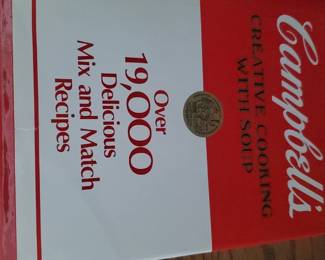 Campbell's
CREATIVE COOKING
WITH SOUP
Over
19,000
Delicious
Mix and Match
Recipes